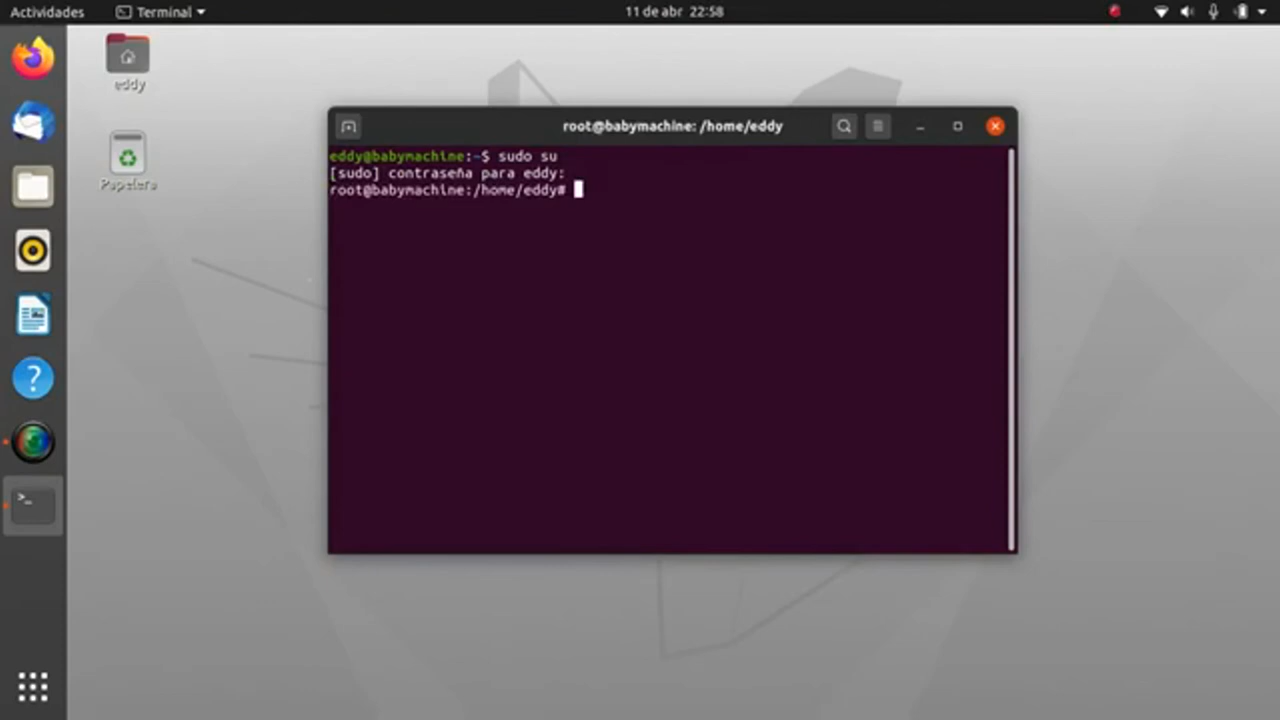 Actividades
Terminal
11 de abr 22:58
eddy
Papelera
root@babymachine: /home/eddy
eddy@babymachine:~$ sudo su
[sudo] contraseña para eddy:
root@babymachine:/home/eddy#